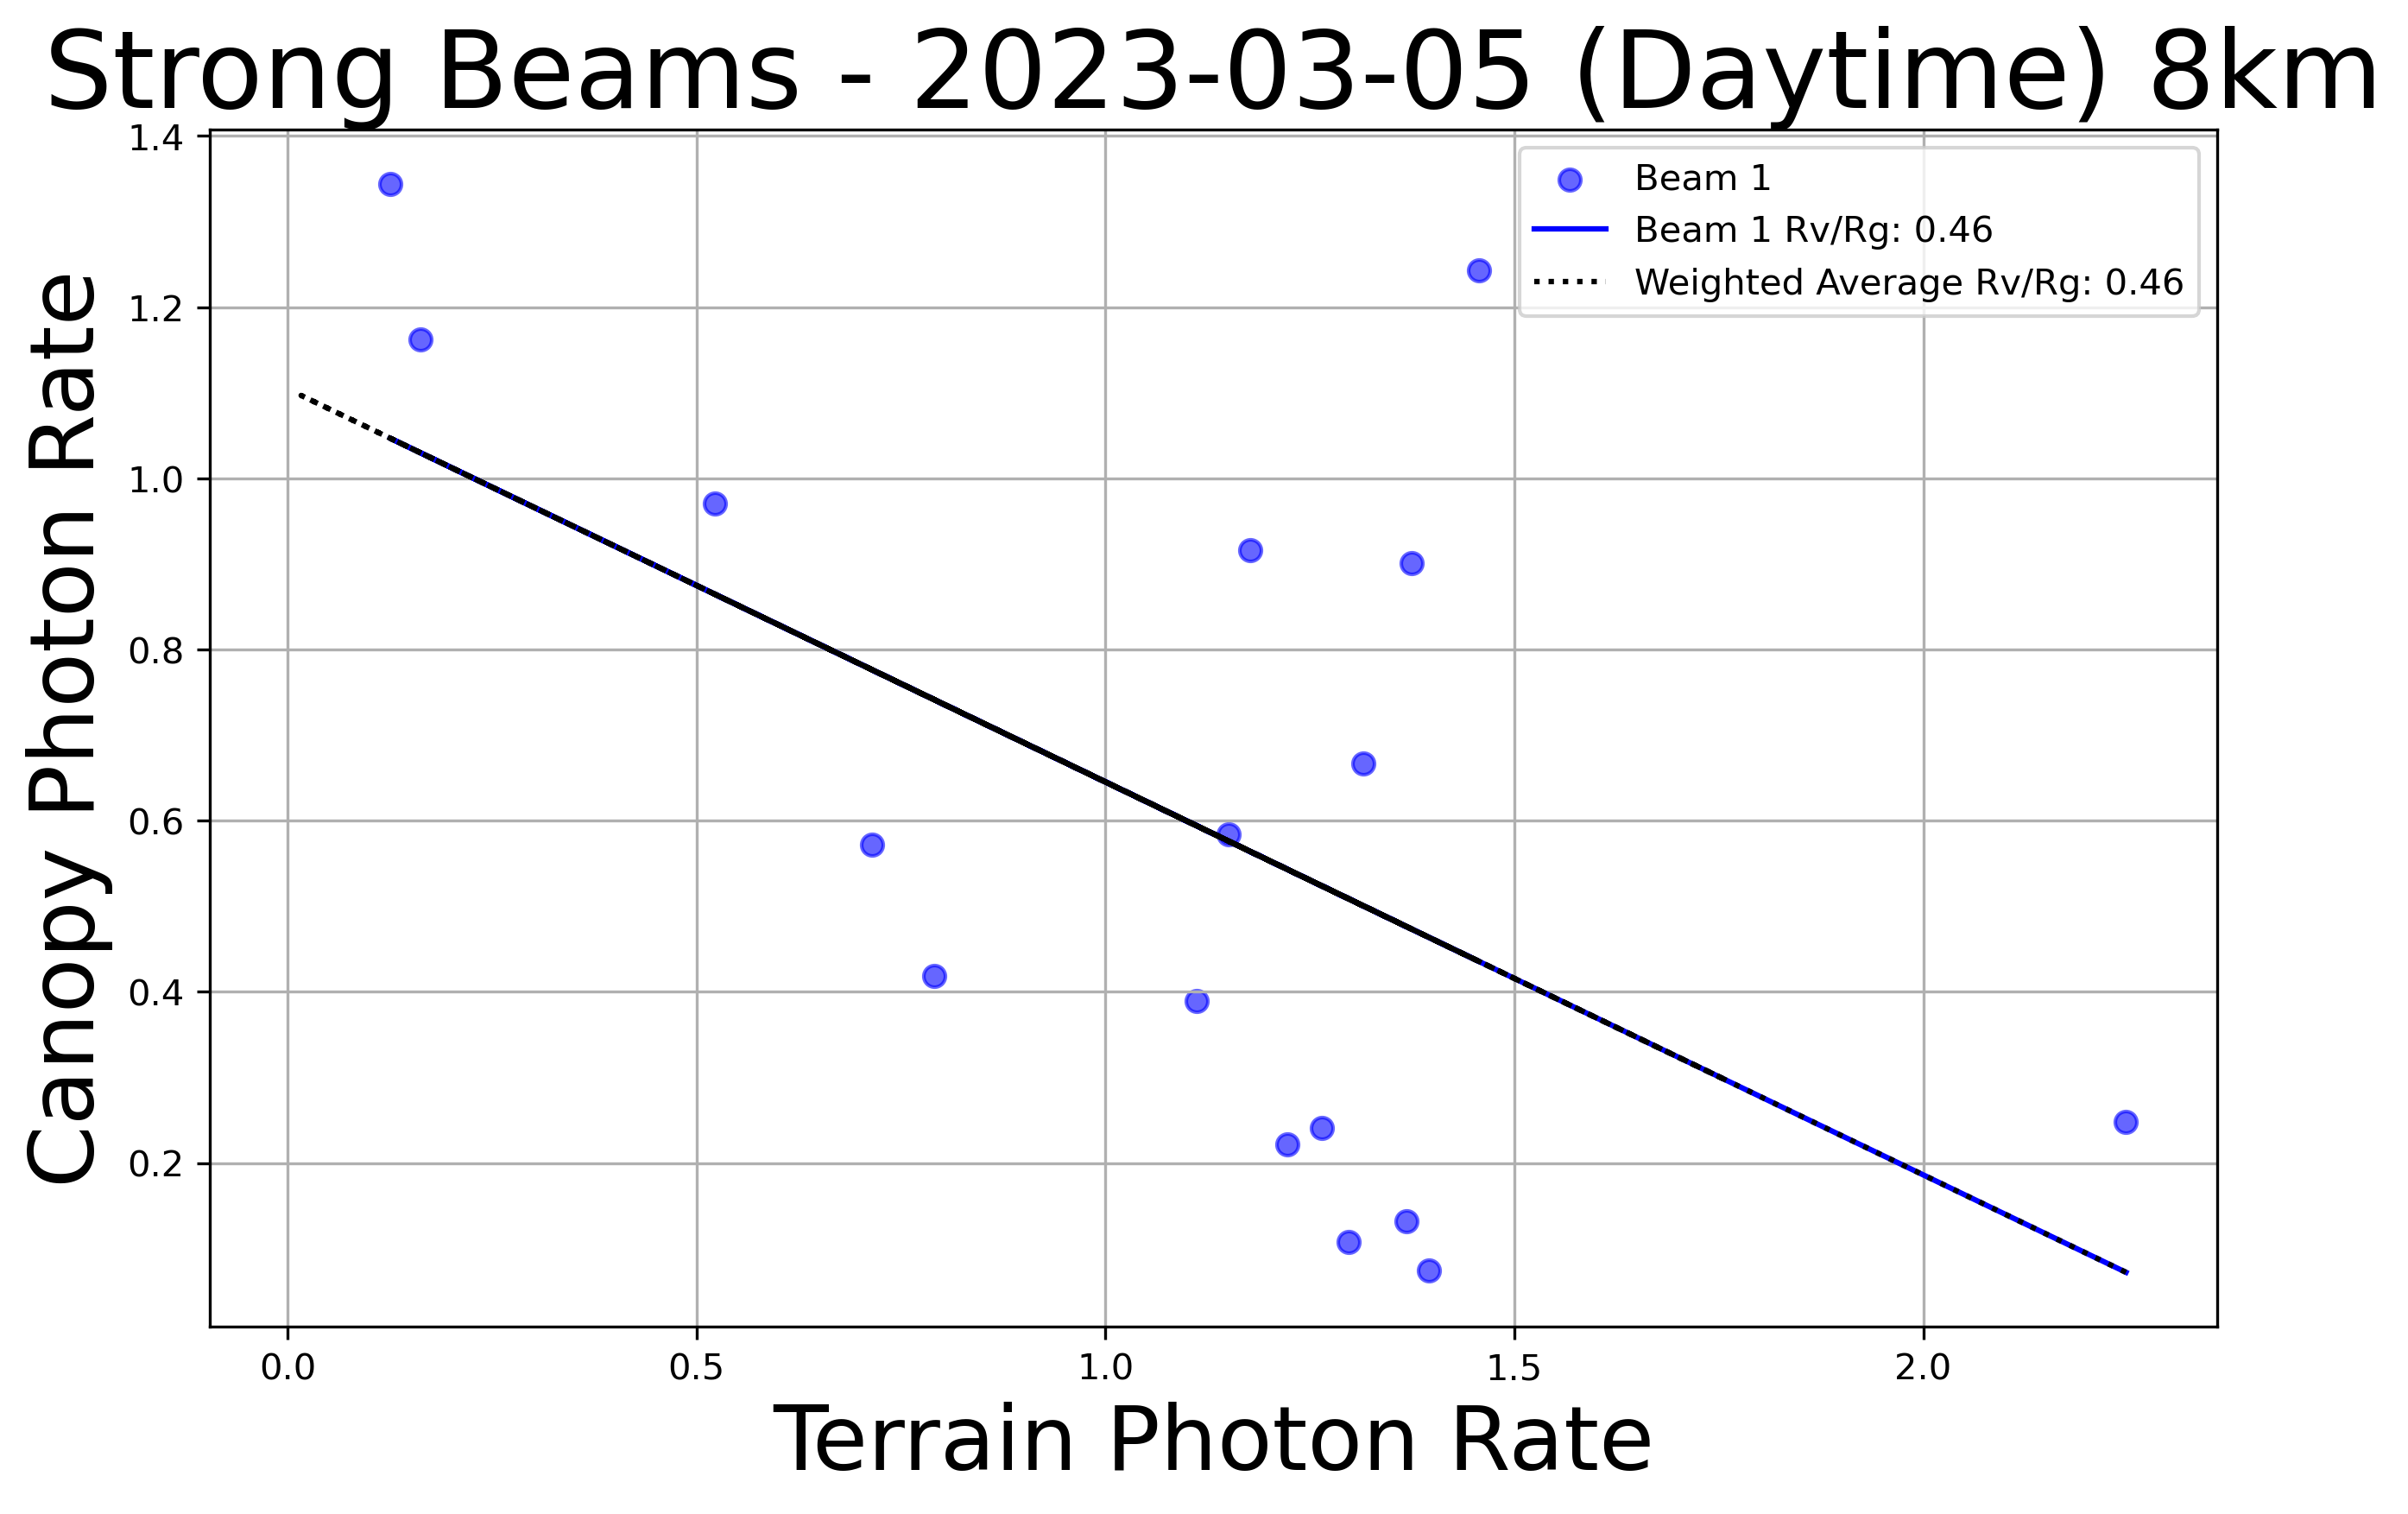 Strong Beams - 2023-03-05 (Daytime) 8km
Beam 1
Beam 1 Rv/Rg: 0.46
Weighted Average Rv/Rg: 0.46
Canopy Photon Rate
1.4
1.2
1.0
0.8
0.6
0.4
0.2
0.0 0.5 1.0 1.5 2.0
Terrain Photon Rate